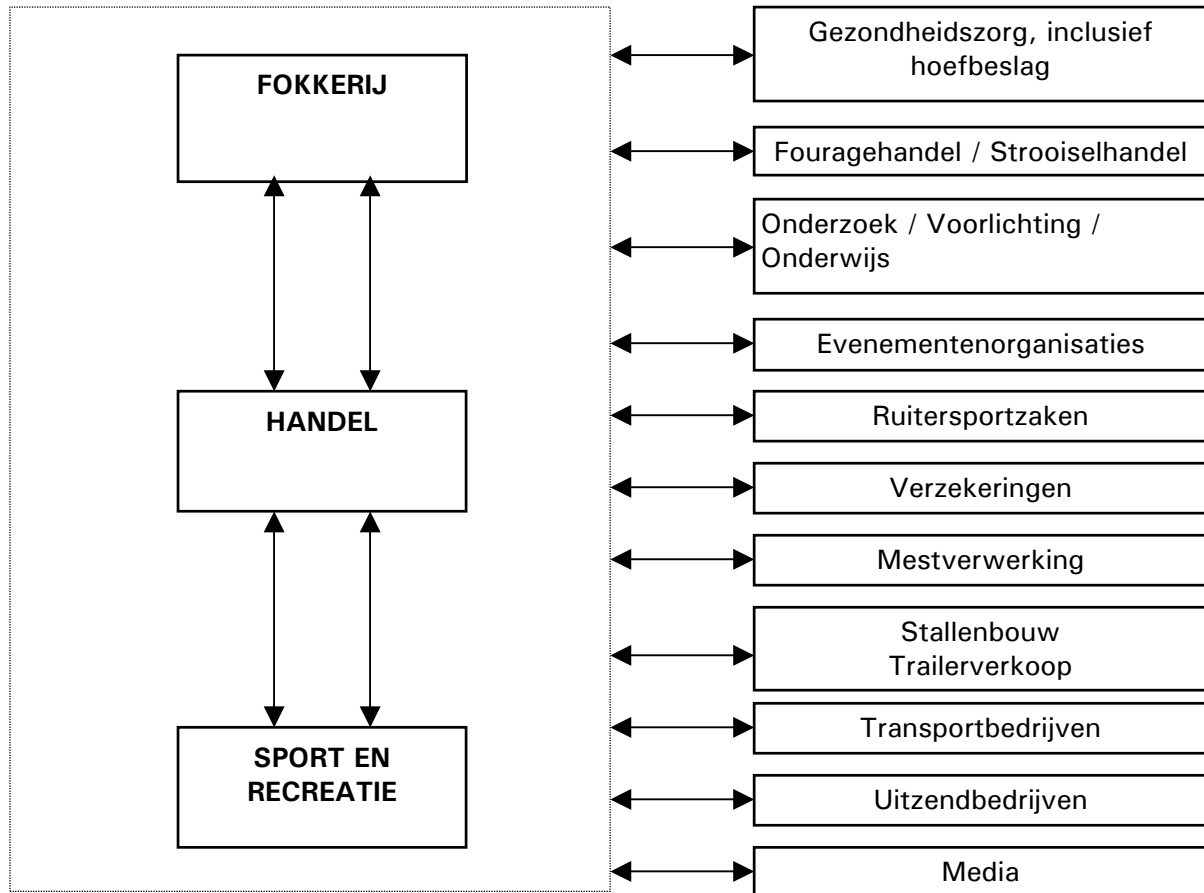 FOKKERIJ
HANDEL
SPORT EN
RECREATIE
Gezondheidszorg, inclusief
hoefbeslag
Fouragehandel / Strooiselhandel
Onderzoek / Voorlichting /
Onderwijs
Evenementenorganisaties
Ruitersportzaken
Verzekeringen
Mestverwerking
Stallenbouw
Trailerverkoop
Transportbedrijven
Uitzendbedrijven
Media